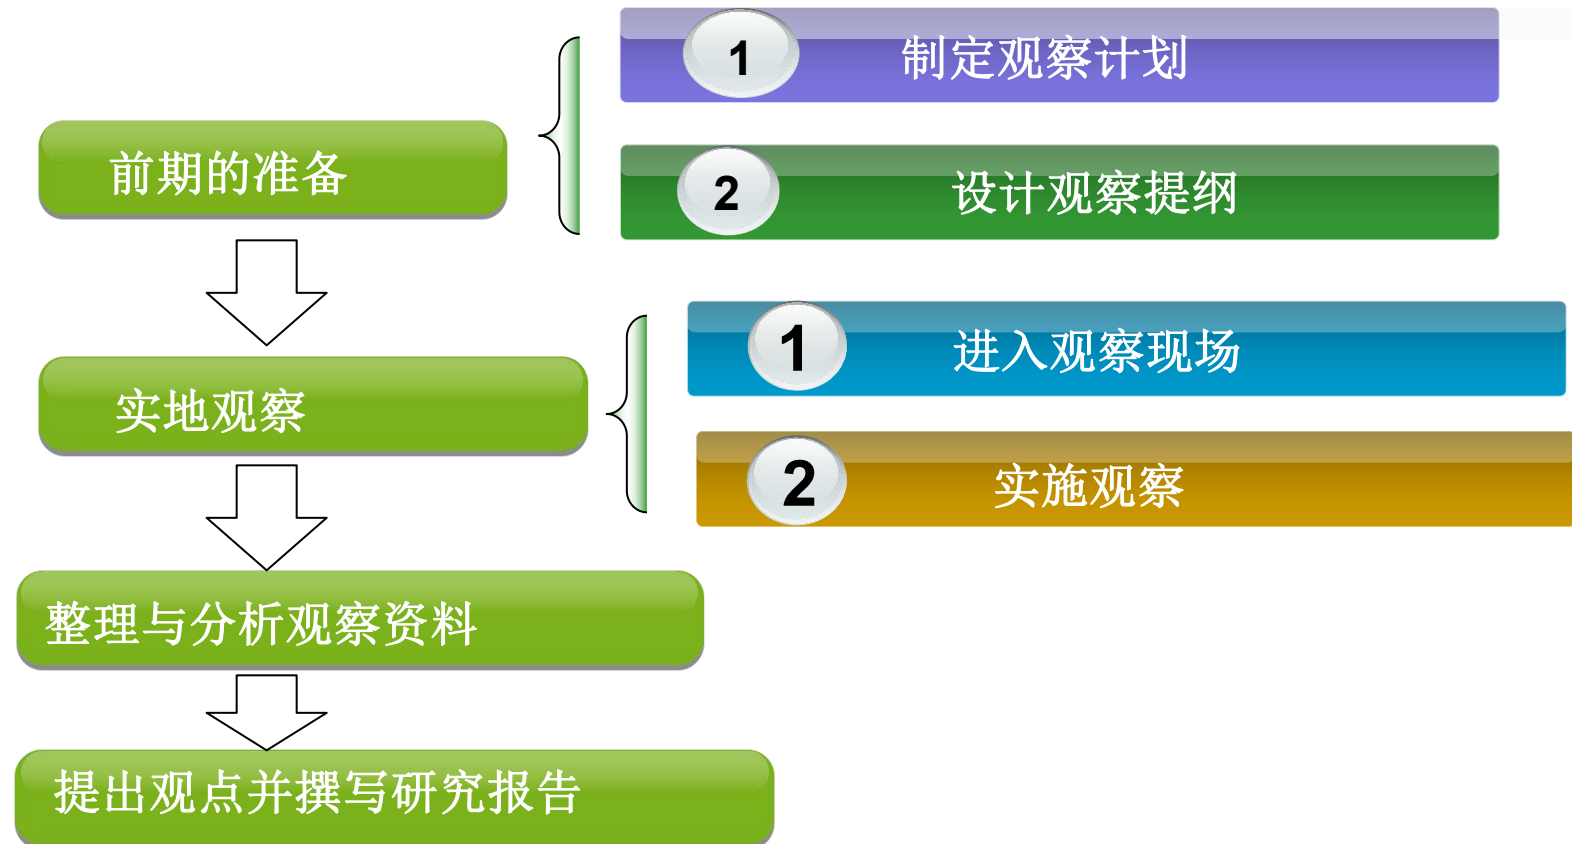 前期的准备
1 制定观察计划
2 设计观察提纲
实地观察
1 进入观察现场
2 实施观察
整理与分析观察资料
提出观点并撰写研究报告